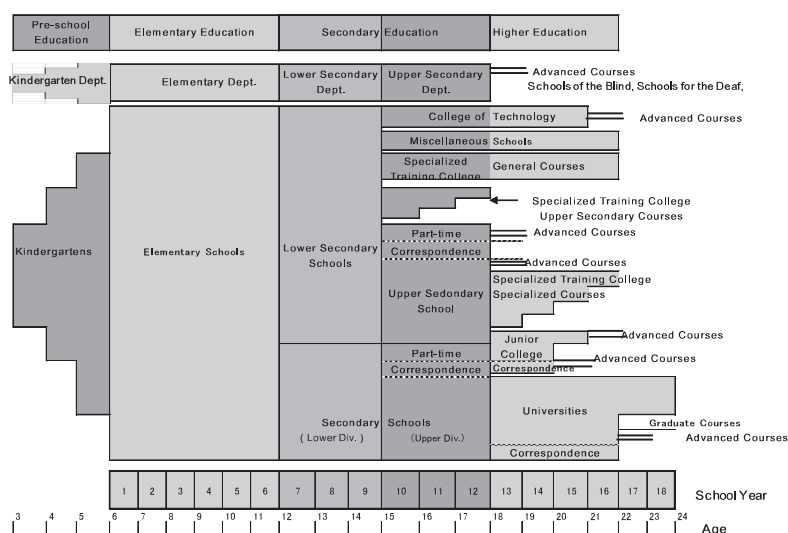 Pre-school Education
Elementary Education
Secondary Education
Higher Education
Kindergarten Dept.
Elementary Dept.
Lower Secondary
Dept.
Upper Secondary
Dept.
Advanced Courses
Schools of the Blind, Schools for the Deaf,
College of Technology
Advanced Courses
Miscellaneous Schools
Specialized
Training College
General Courses
Specialized Training College
Upper Secondary Courses
Kindergartens
Elementary Schools
Lower Secondary
Schools
Part-time
Advanced Courses
Correspondence
Advanced Courses
Upper Sedondary
School
Specialized Training College
Specialized Courses
Junior
College
Advanced Courses
Part-time
Advanced Courses
Correspondence
Correspondence
Secondary Schools
( Lower Div. )
(Upper Div.)
Universities
Graduate Courses
Advanced Courses
Correspondence
1 2 3 4 5 6 7 8 9 10 11 12 13 14 15 16 17 18 School Year
3 4 5 6 7 8 9 10 11 12 13 14 15 16 17 18 19 20 21 22 23 24
Age